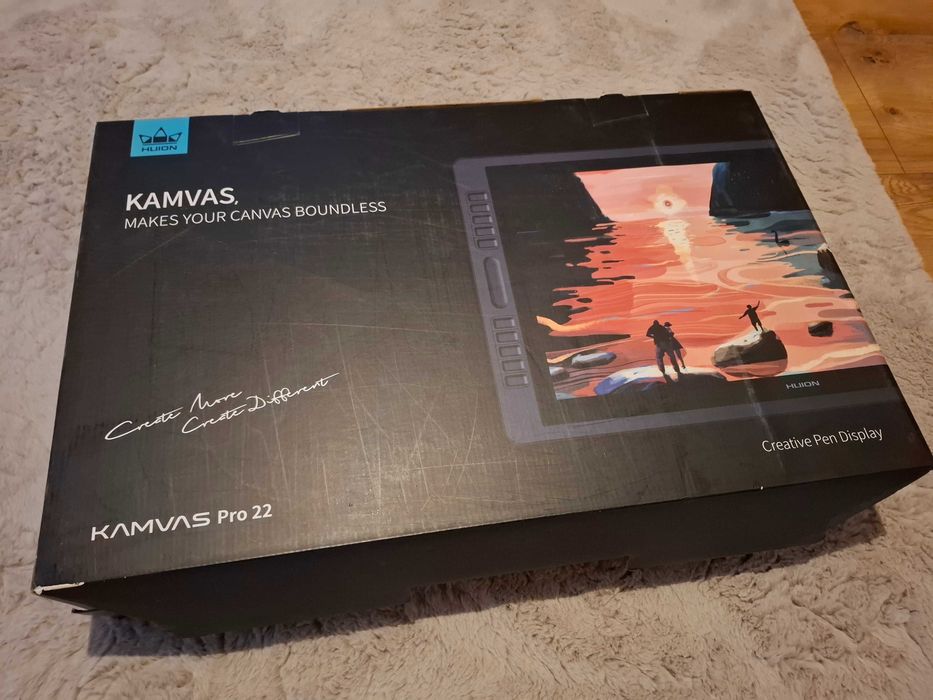 HUION
KAMVAS,
MAKES YOUR CANVAS BOUNDLESS
Create More
Create Different
HUION
Creative Pen Display
KAMVAS Pro 22